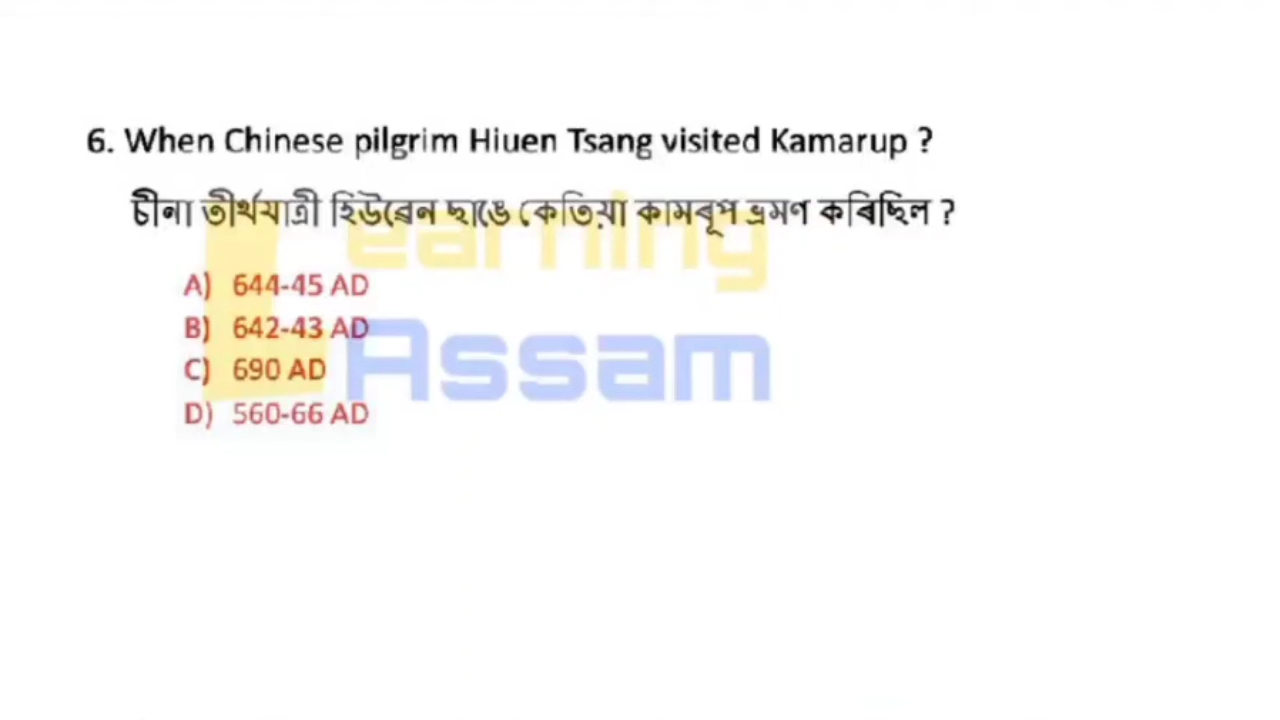 6. When Chinese pilgrim Hiuen Tsang visited Kamarup ?
চীনা তীৰ্থযাত্ৰী হিউৱেন ছাঙে কেতিয়া কামৰূপ ভ্ৰমণ কৰিছিল ?
A) 644-45 AD
B) 642-43 AD
C) 690 AD
D) 560-66 AD
Learning
Assam